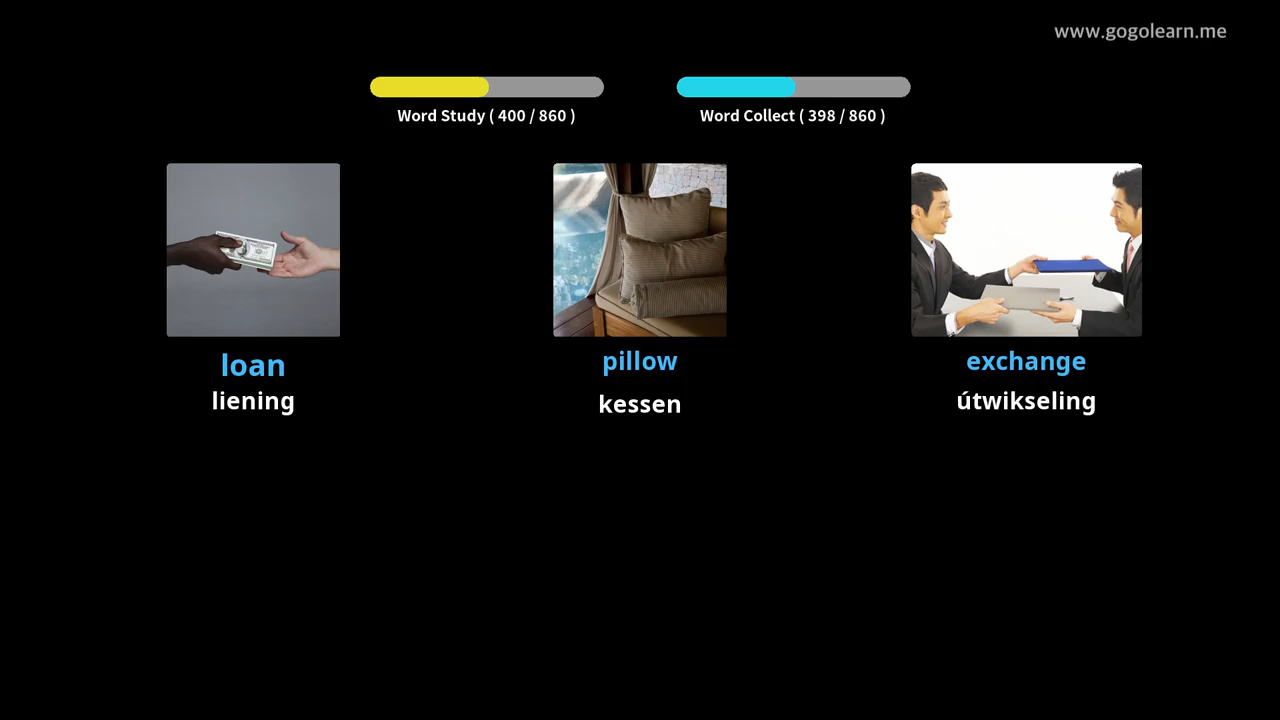 www.gogolearn.me
Word Study ( 400 / 860 )
Word Collect ( 398 / 860 )
loan
liening
pillow
kessen
exchange
útwikseling